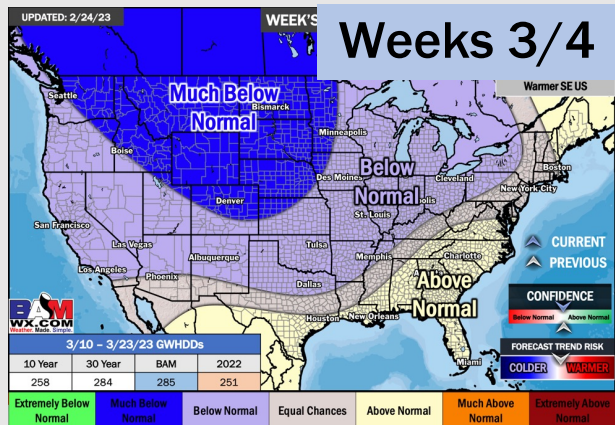 UPDATED: 2/24/23
WEEK'S
Weeks 3/4
Warmer SE US
Seattle
Much Below
Normal
Bismarck
Minneapolis
Boise
Boston
Des Moines
Below
Normal
Cleveland
New York City
Denver
olis
St. Louis
San Francisco
Las Vegas
Tulsa
Memphis
Charlotte
CURRENT
PREVIOUS
Los Angeles
Albuquerque
Phoenix
Dallas
Above
Normal
Houston
New Orleans
Miami
CONFIDENCE
Below Normal
Above Normal
FORECAST TREND RISK
COLDER
WARMER
BAM
WX.COM
Weather. Made. Simple.
3/10 – 3/23/23 GWHDDs
10 Year 30 Year BAM 2022
258 284 285 251
Extremely Below Normal
Much Below Normal
Below Normal
Equal Chances
Above Normal
Much Above Normal
Extremely Above Normal